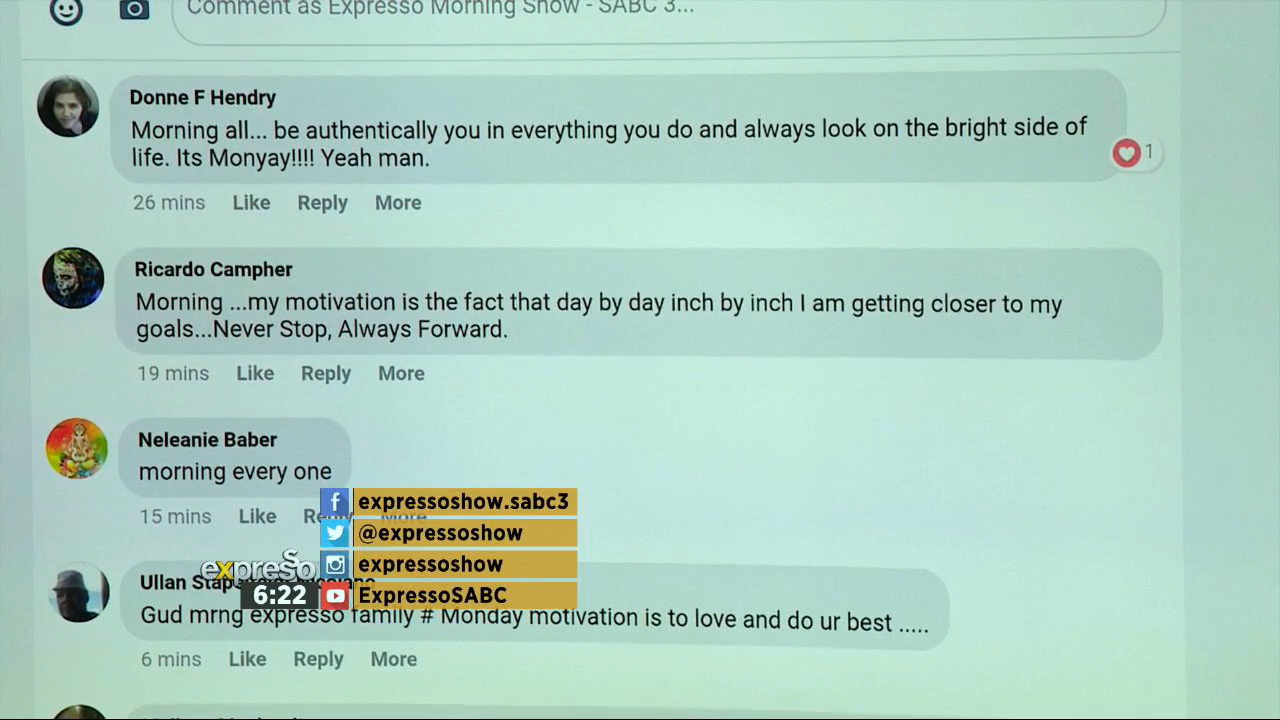 Comment as Expresso Morning Show - SABC 3...
Donne F Hendry
Morning all... be authentically you in everything you do and always look on the bright side of
life. Its Monyay!!!! Yeah man.
1
26 mins Like Reply More
Ricardo Campher
Morning ...my motivation is the fact that day by day inch by inch I am getting closer to my
goals...Never Stop, Always Forward.
19 mins Like Reply More
Neleanie Baber
morning every one
15 mins Like Reply More
f expressoshow.sabc3
@expressoshow
expresso expressoshow
6:22 ExpressoSABC
Ullan
Gud mrng expresso family # Monday motivation is to love and do ur best .....
6 mins Like Reply More